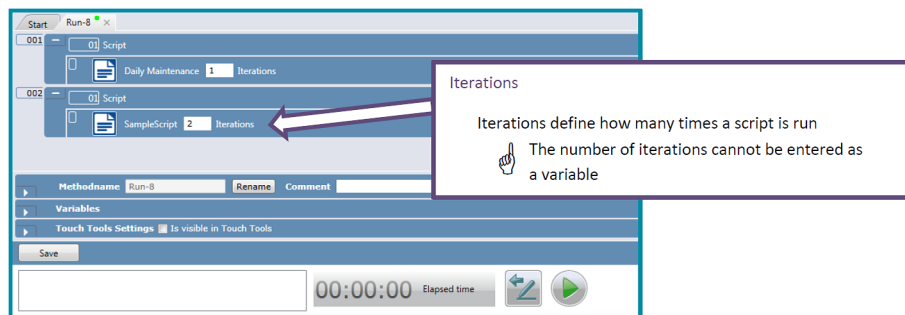 Start Run-8
001
01 Script
Daily Maintenance 1 Iterations
002
01 Script
SampleScript 2 Iterations
Iterations
Iterations define how many times a script is run
The number of iterations cannot be entered as
a variable
Methodname Run-8 Rename Comment
Variables
Touch Tools Settings Is visible in Touch Tools
Save
00:00:00 Elapsed time